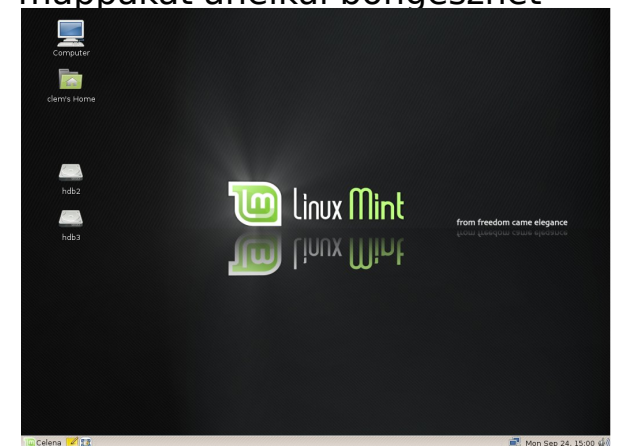 mappákat anélkül böngészhet
Computer
clem's Home
hdb2
hdb3
Linux Mint
from freedom came elegance
Celena
Mon Sep 24, 15:00